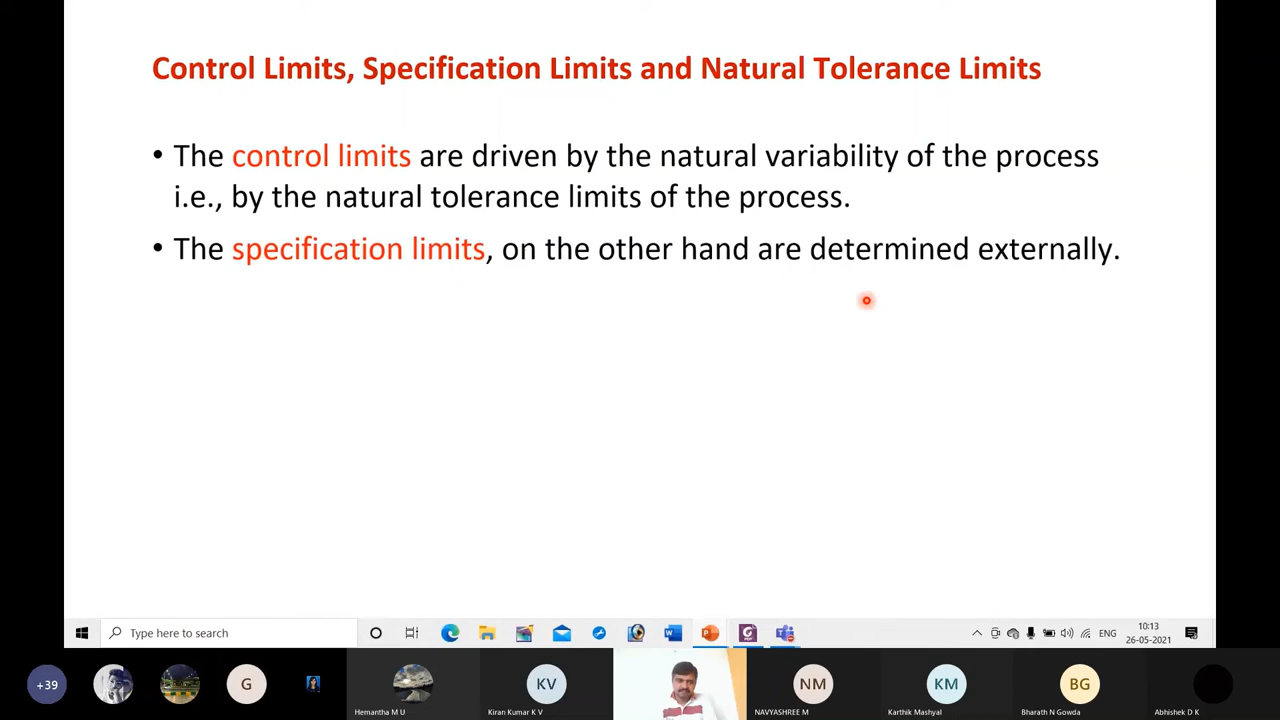 Control Limits, Specification Limits and Natural Tolerance Limits
• The control limits are driven by the natural variability of the process
i.e., by the natural tolerance limits of the process.
• The specification limits, on the other hand are determined externally.
Type here to search
ENG
10:13
26-05-2021
+39
G
KV
NM
KM
BG
Hemantha M U
Kiran Kumar K V
NAVYASHREE M
Karthik Mashyal
Bharath N Gowda
Abhishek D K